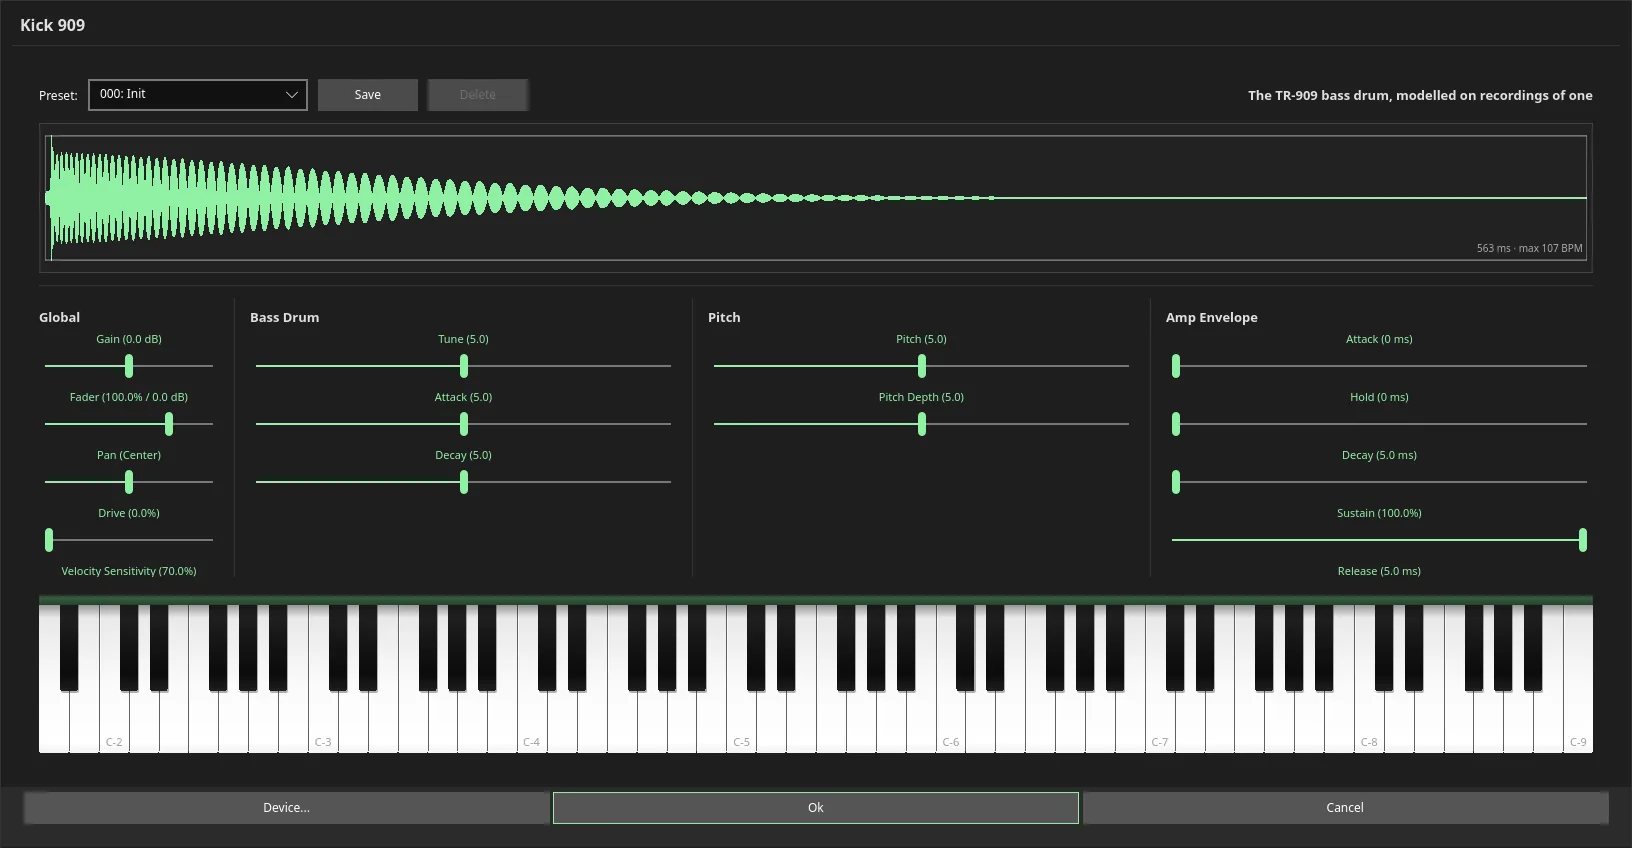 Kick 909
Preset: 000: Init Save Delete The TR-909 bass drum, modelled on recordings of one
563 ms · max 107 BPM
Global Bass Drum Pitch Amp Envelope
Gain (0.0 dB) Tune (5.0) Pitch (5.0) Attack (0 ms)
Fader (100.0% / 0.0 dB) Attack (5.0) Pitch Depth (5.0) Hold (0 ms)
Pan (Center) Decay (5.0) Decay (5.0 ms)
Drive (0.0%) Sustain (100.0%)
Velocity Sensitivity (70.0%) Release (5.0 ms)
C-2 C-3 C-4 C-5 C-6 C-7 C-8 C-9
Device... Ok Cancel